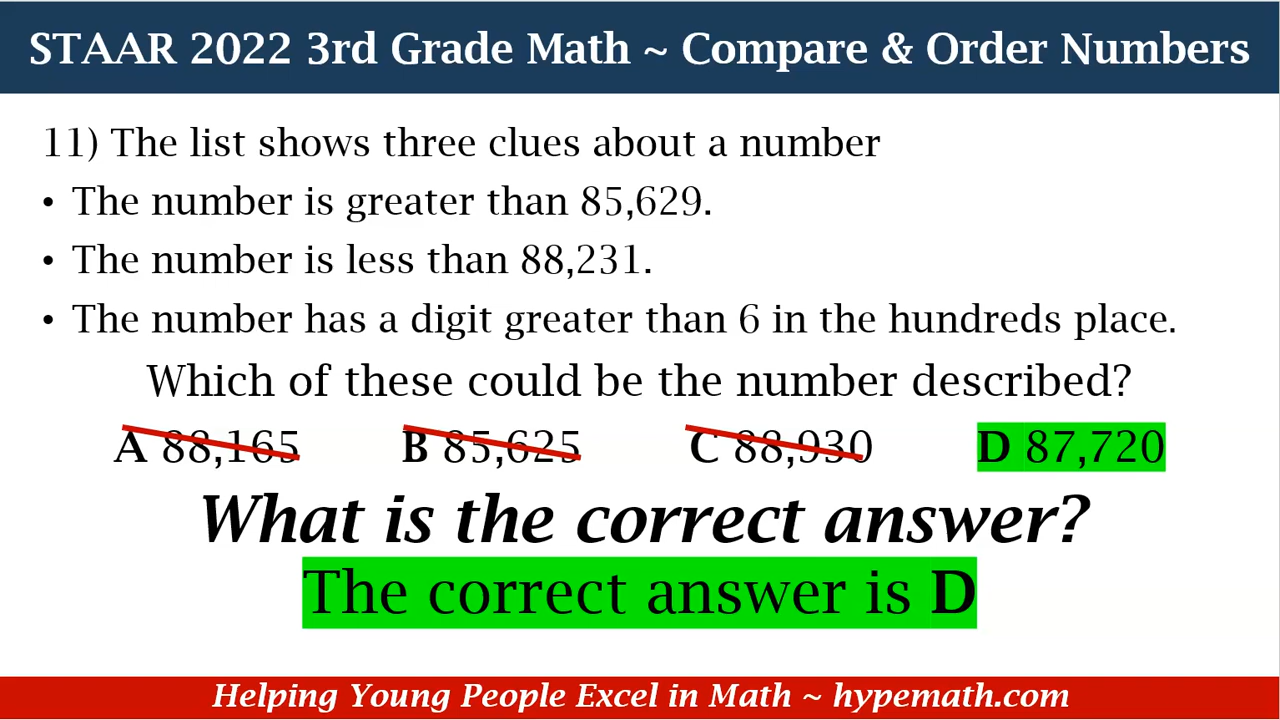 STAAR 2022 3rd Grade Math ~ Compare & Order Numbers
11) The list shows three clues about a number
• The number is greater than 85,629.
• The number is less than 88,231.
• The number has a digit greater than 6 in the hundreds place.
Which of these could be the number described?
A 88,165 B 85,625 C 88,930 D 87,720
What is the correct answer?
The correct answer is D
Helping Young People Excel in Math ~ hypemath.com